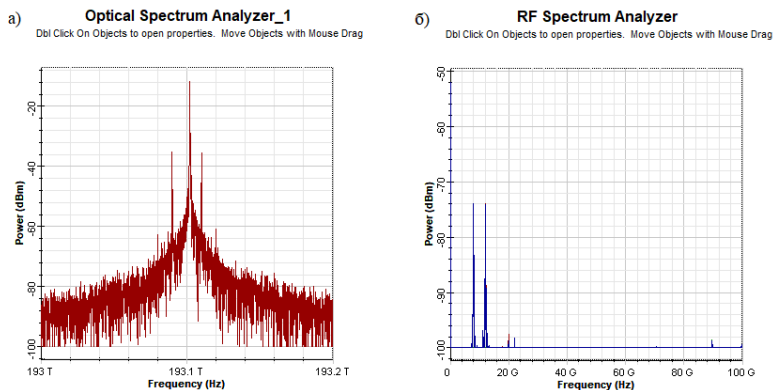 а)
Optical Spectrum Analyzer_1
Dbl Click On Objects to open properties. Move Objects with Mouse Drag
Power (dBm)
-20
-40
-60
-80
-100
193 T
193.1 T
193.2 T
Frequency (Hz)
б)
RF Spectrum Analyzer
Dbl Click On Objects to open properties. Move Objects with Mouse Drag
Power (dBm)
-50
-60
-70
-80
-90
-100
0
20 G
40 G
60 G
80 G
100 G
Frequency (Hz)